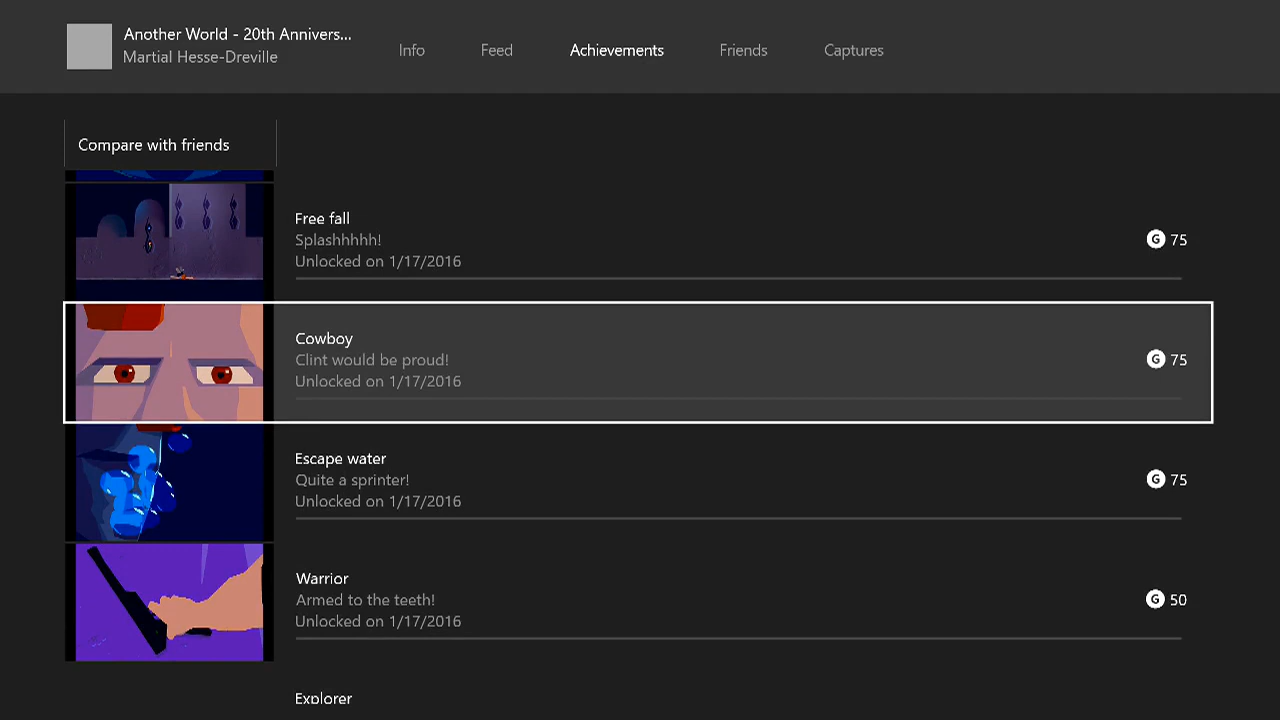 Another World - 20th Annivers...
Martial Hesse-Dreville
Info
Feed
Achievements
Friends
Captures
Compare with friends
Free fall
Splashhhhh!
Unlocked on 1/17/2016
G 75
Cowboy
Clint would be proud!
Unlocked on 1/17/2016
G 75
Escape water
Quite a sprinter!
Unlocked on 1/17/2016
G 75
Warrior
Armed to the teeth!
Unlocked on 1/17/2016
G 50
Explorer